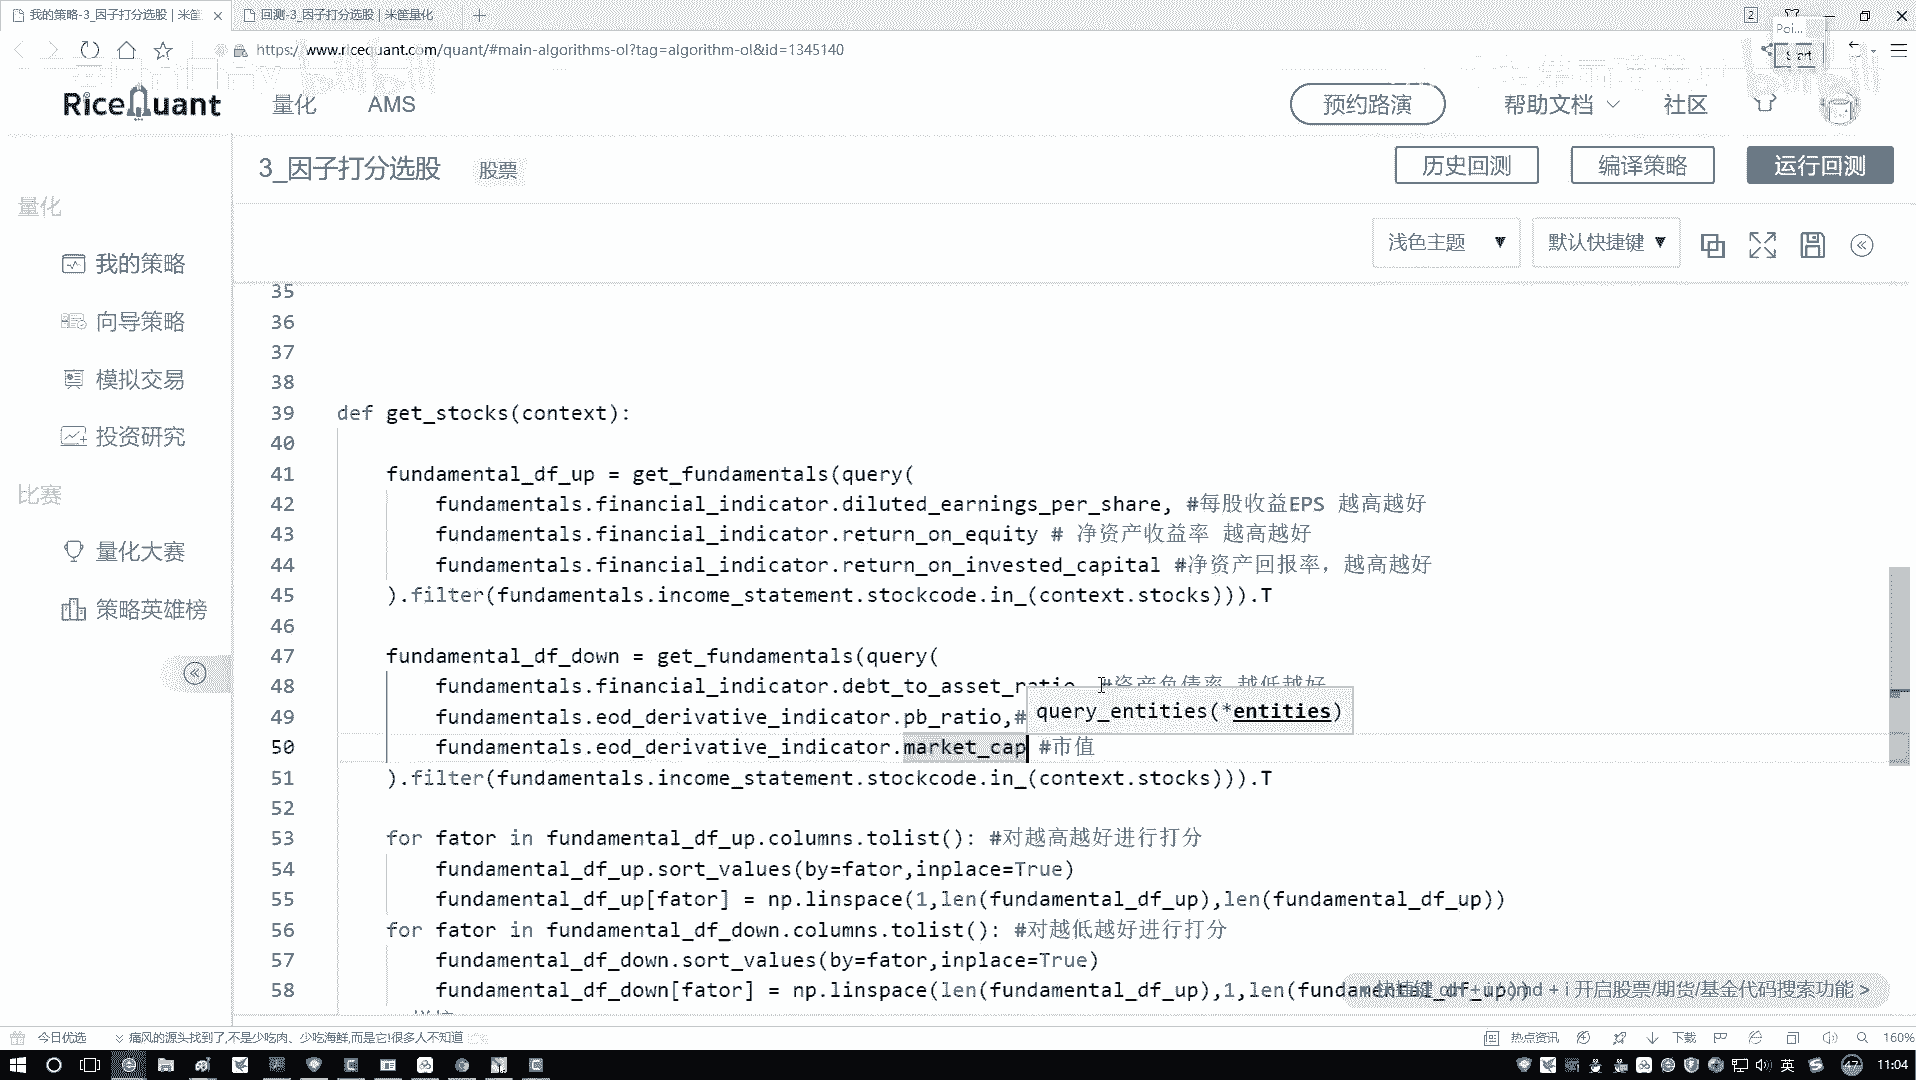 我的策略-3_因子打分选股 | 米筐
回测-3_因子打分选股 | 米筐量化
2
https://www.ricequant.com/quant/#main-algorithms-ol?tag=algorithm-ol&id=1345140
Poi...
Start
RiceQuant
量化
AMS
预约路演
帮助文档
社区
3_因子打分选股
股票
历史回测
编译策略
运行回测
浅色主题
默认快捷键
量化
我的策略
向导策略
模拟交易
投资研究
比赛
量化大赛
策略英雄榜
35
36
37
38
39 def get_stocks(context):
40
41 fundamental_df_up = get_fundamentals(query(
42 fundamentals.financial_indicator.diluted_earnings_per_share, #每股收益EPS 越高越好
43 fundamentals.financial_indicator.return_on_equity # 净资产收益率 越高越好
44 fundamentals.financial_indicator.return_on_invested_capital #净资产回报率，越高越好
45 ).filter(fundamentals.income_statement.stockcode.in_(context.stocks))).T
46
47 fundamental_df_down = get_fundamentals(query(
48 fundamentals.financial_indicator.debt_to_asset_ratio, #资产负债率 越低越好
49 fundamentals.eod_derivative_indicator.pb_ratio,#
query_entities(*entities)
50 fundamentals.eod_derivative_indicator.market_cap #市值
51 ).filter(fundamentals.income_statement.stockcode.in_(context.stocks))).T
52
53 for fator in fundamental_df_up.columns.tolist(): #对越高越好进行打分
54 fundamental_df_up.sort_values(by=fator,inplace=True)
55 fundamental_df_up[fator] = np.linspace(1,len(fundamental_df_up),len(fundamental_df_up))
56 for fator in fundamental_df_down.columns.tolist(): #对越低越好进行打分
57 fundamental_df_down.sort_values(by=fator,inplace=True)
58 fundamental_df_down[fator] = np.linspace(len(fundamental_df_up),1,len(fundamental_df_up))
+ i 开启股票/期货/基金代码搜索功能 >
今日优选
痛风的源头找到了,不是少吃肉、少吃海鲜,而是它!很多人不知道
热点资讯
下载
160%
英
47
11:04